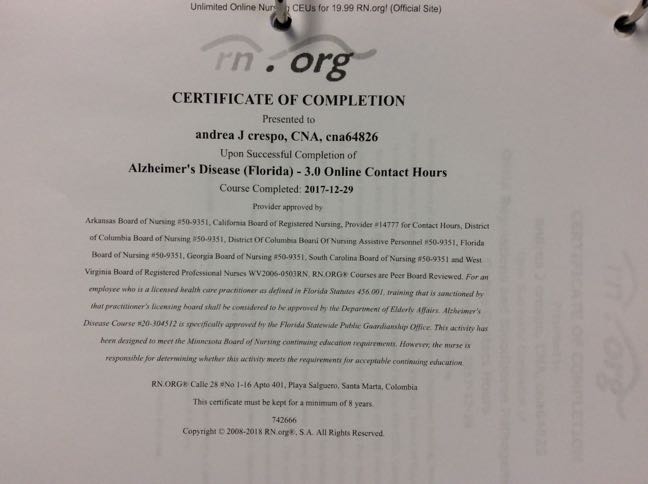 Unlimited Online Nursing CEUs for 19.99 RN.org! (Official Site)
rn.org
CERTIFICATE OF COMPLETION
Presented to
andrea J crespo, CNA, cna64826
Upon Successful Completion of
Alzheimer's Disease (Florida) - 3.0 Online Contact Hours
Course Completed: 2017-12-29
Provider approved by
Arkansas Board of Nursing #50-9351, California Board of Registered Nursing, Provider #14777 for Contact Hours, District
of Columbia Board of Nursing #50-9351, District Of Columbia Board Of Nursing Assistive Personnel #50-9351, Florida
Board of Nursing #50-9351, Georgia Board of Nursing #50-9351, South Carolina Board of Nursing #50-9351 and West
Virginia Board of Registered Professional Nurses WV2006-0503RN. RN.ORG® Courses are Peer Board Reviewed. For an
employee who is a licensed health care practitioner as defined in Florida Statutes 456.001, training that is sanctioned by
that practitioner's licensing board shall be considered to be approved by the Department of Elderly Affairs. Alzheimer's
Disease Course #20-304512 is specifically approved by the Florida Statewide Public Guardianship Office. This activity has
been designed to meet the Minnesota Board of Nursing continuing education requirements. However, the nurse is
responsible for determining whether this activity meets the requirements for acceptable continuing education.
RN.ORG® Calle 28 #No 1-16 Apto 401, Playa Salguero, Santa Marta, Colombia
This certificate must be kept for a minimum of 8 years.
742666
Copyright © 2008-2018 RN.org®, S.A. All Rights Reserved.